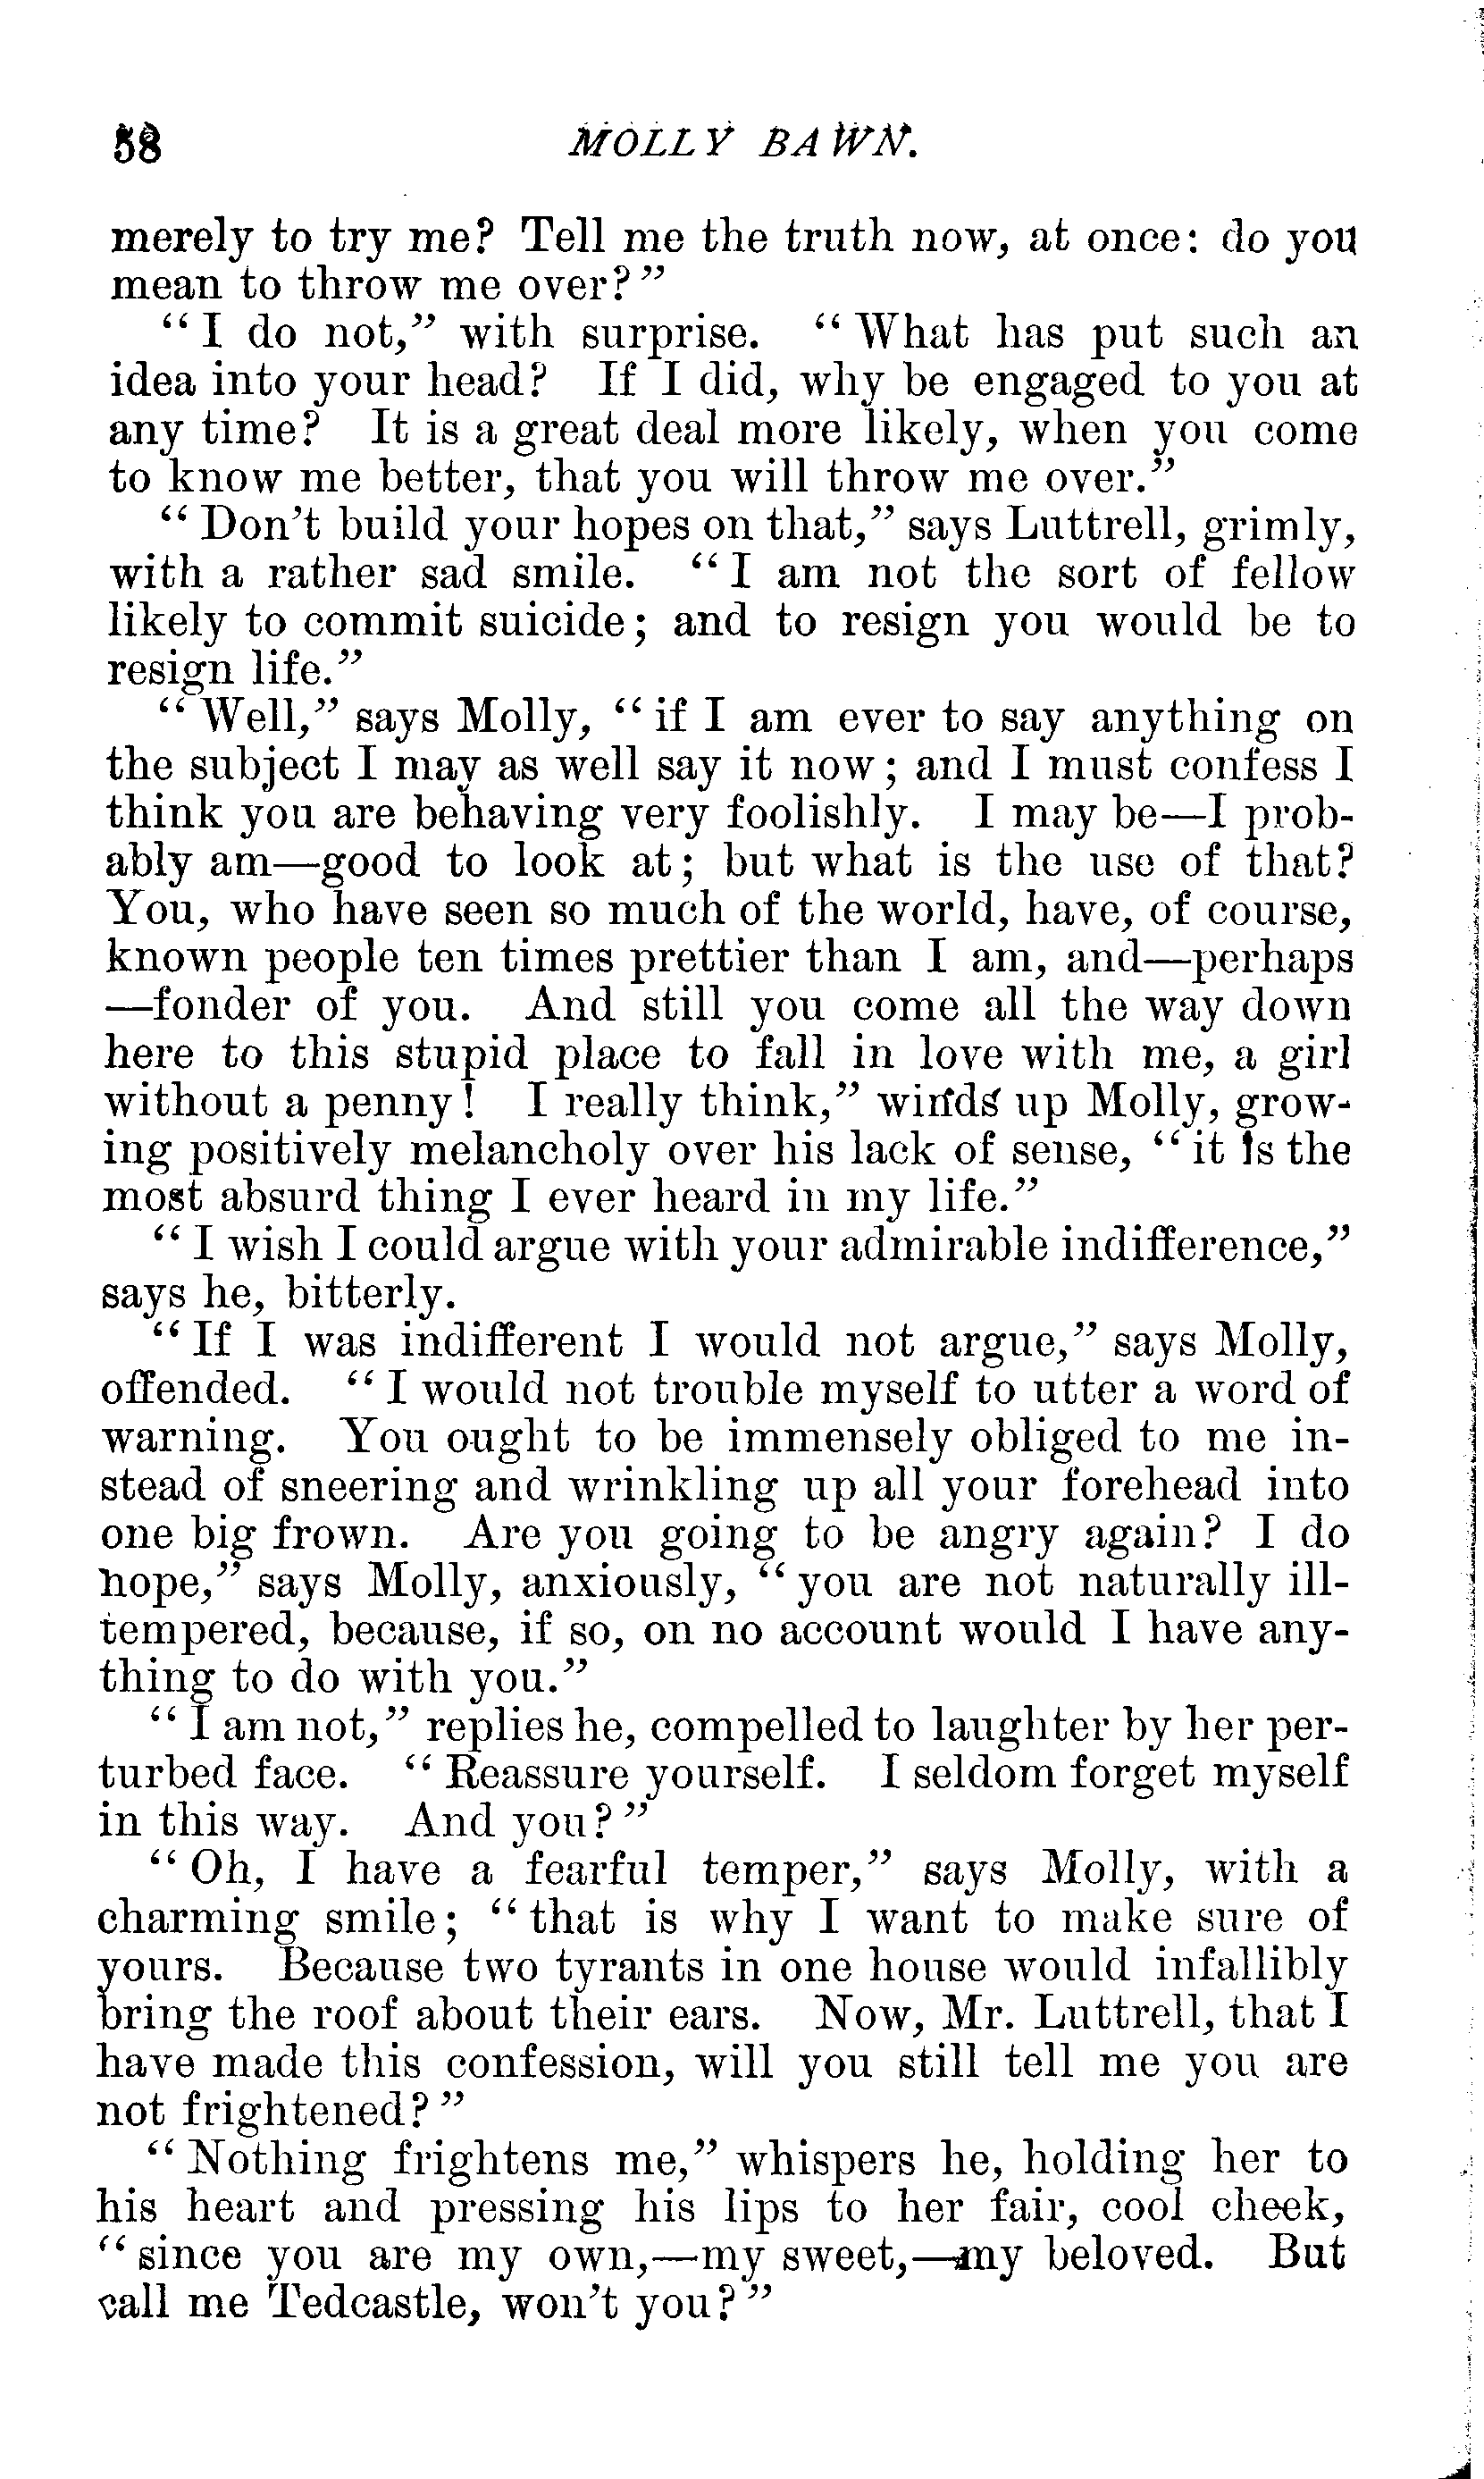 58 MOLLY BAWN.
merely to try me? Tell me the truth now, at once: do you
mean to throw me over?"
"I do not," with surprise. "What has put such an
idea into your head? If I did, why be engaged to you at
any time? It is a great deal more likely, when you come
to know me better, that you will throw me over."
"Don't build your hopes on that," says Luttrell, grimly,
with a rather sad smile. "I am not the sort of fellow
likely to commit suicide; and to resign you would be to
resign life."
"Well," says Molly, "if I am ever to say anything on
the subject I may as well say it now; and I must confess I
think you are behaving very foolishly. I may be—I prob-
ably am—good to look at; but what is the use of that?
You, who have seen so much of the world, have, of course,
known people ten times prettier than I am, and—perhaps
—fonder of you. And still you come all the way down
here to this stupid place to fall in love with me, a girl
without a penny! I really think," winds up Molly, grow-
ing positively melancholy over his lack of sense, "it is the
most absurd thing I ever heard in my life."
"I wish I could argue with your admirable indifference,"
says he, bitterly.
"If I was indifferent I would not argue," says Molly,
offended. "I would not trouble myself to utter a word of
warning. You ought to be immensely obliged to me in-
stead of sneering and wrinkling up all your forehead into
one big frown. Are you going to be angry again? I do
hope," says Molly, anxiously, "you are not naturally ill-
tempered, because, if so, on no account would I have any-
thing to do with you."
"I am not," replies he, compelled to laughter by her per-
turbed face. "Reassure yourself. I seldom forget myself
in this way. And you?"
"Oh, I have a fearful temper," says Molly, with a
charming smile; "that is why I want to make sure of
yours. Because two tyrants in one house would infallibly
bring the roof about their ears. Now, Mr. Luttrell, that I
have made this confession, will you still tell me you are
not frightened?"
"Nothing frightens me," whispers he, holding her to
his heart and pressing his lips to her fair, cool cheek,
"since you are my own,—my sweet,—my beloved. But
call me Tedcastle, won't you?"